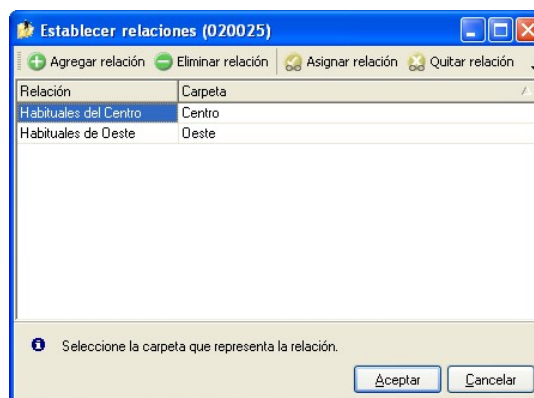 Establecer relaciones (020025)
Agregar relación Eliminar relación Asignar relación Quitar relación
Relación Carpeta
Habituales del Centro Centro
Habituales de Oeste Oeste
Seleccione la carpeta que representa la relación.
Aceptar Cancelar